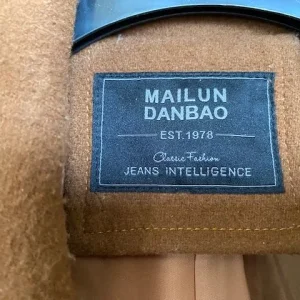 MAILUN
DANBAO
EST.1978
Classic Fashion
JEANS INTELLIGENCE